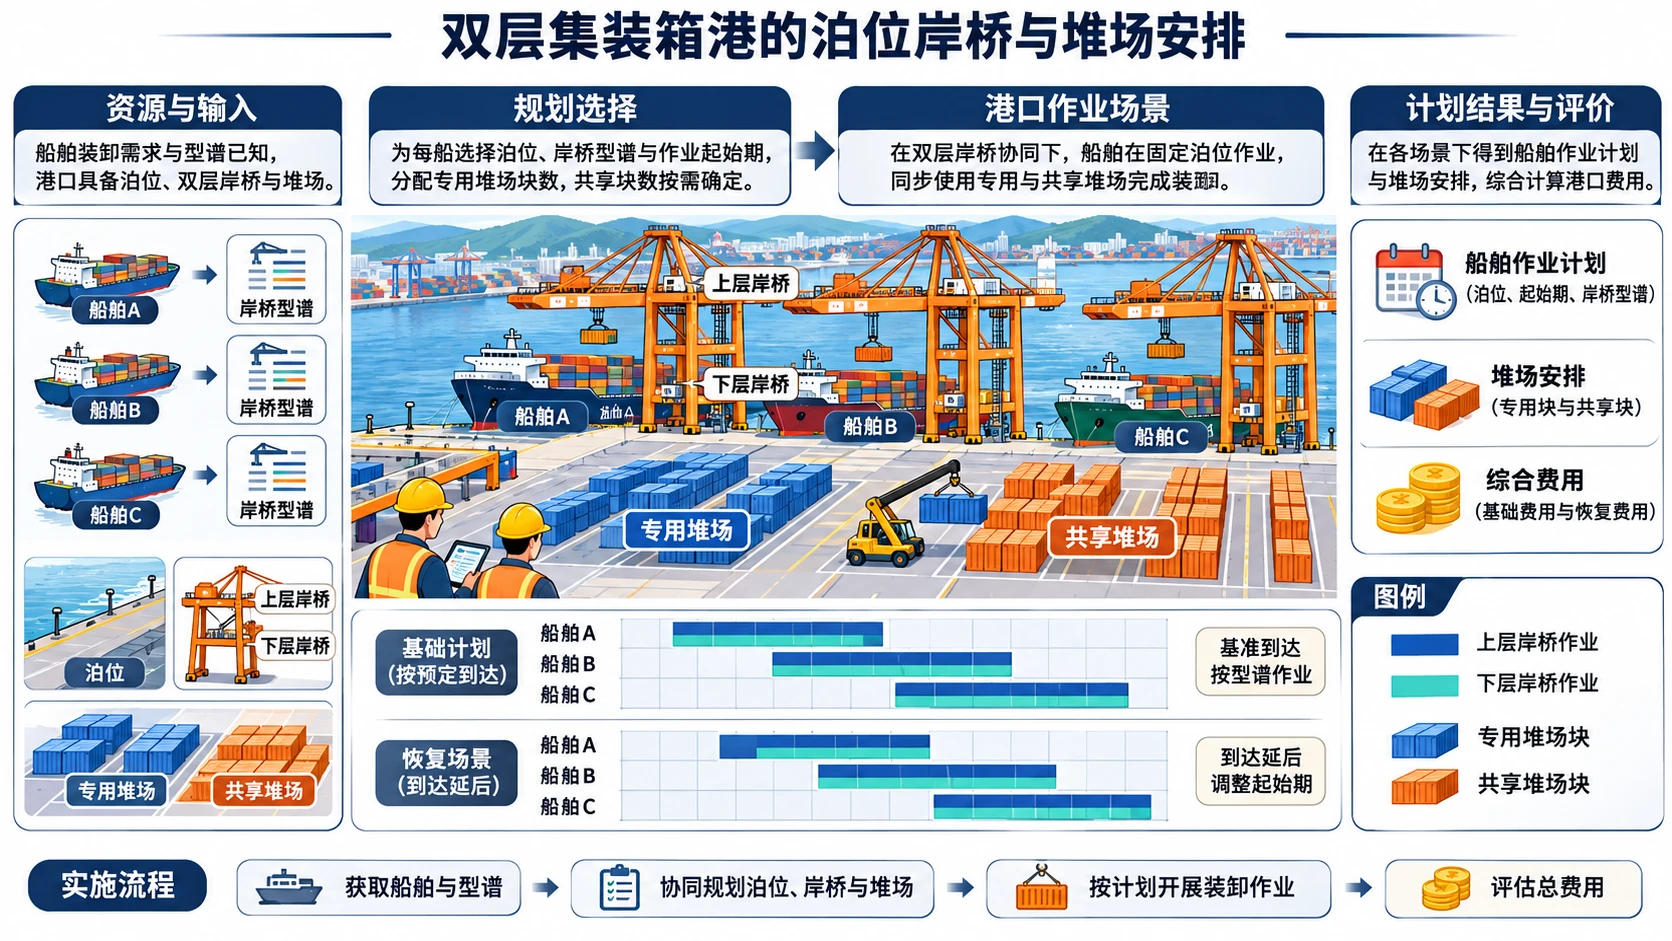 双层集装箱港的泊位岸桥与堆场安排
资源与输入
船舶装卸需求与型谱已知，
港口具备泊位、双层岸桥与堆场。
规划选择
为每船选择泊位、岸桥型谱与作业起始期，
分配专用堆场块数，共享块数按需确定。
港口作业场景
在双层岸桥协同下，船舶在固定泊位作业，
同步使用专用与共享堆场完成装。
计划结果与评价
在各场景下得到船舶作业计划
与堆场安排，综合计算港口费用。
船舶A
岸桥型谱
船舶B
岸桥型谱
船舶C
岸桥型谱
泊位
上层岸桥
下层岸桥
专用堆场
共享堆场
上层岸桥
下层岸桥
船舶A
船舶B
船舶C
专用堆场
共享堆场
基础计划
(按预定到达)
船舶A
船舶B
船舶C
基准到达
按型谱作业
恢复场景
(到达延后)
船舶A
船舶B
船舶C
到达延后
调整起始期
船舶作业计划
(泊位、起始期、岸桥型谱)
堆场安排
(专用块与共享块)
综合费用
(基础费用与恢复费用)
图例
上层岸桥作业
下层岸桥作业
专用堆场块
共享堆场块
实施流程
获取船舶与型谱
协同规划泊位、岸桥与堆场
按计划开展装卸作业
评估总费用